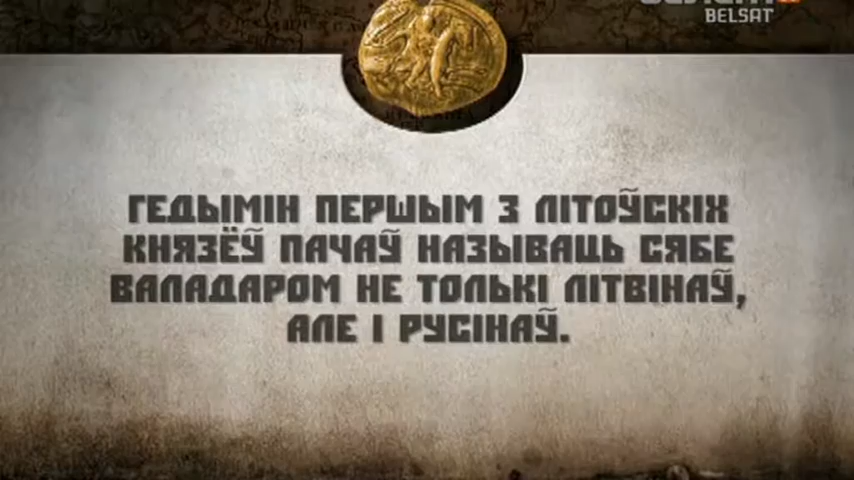 BELSAT
ГЕДЫМІН ПЕРШЫМ З ЛІТОЎСКІХ
КНЯЗЁЎ ПАЧАЎ НАЗЫВАЦЬ СЯБЕ
ВАЛАДАРОМ НЕ ТОЛЬКІ ЛІТВІНАЎ,
АЛЕ І РУСІНАЎ.